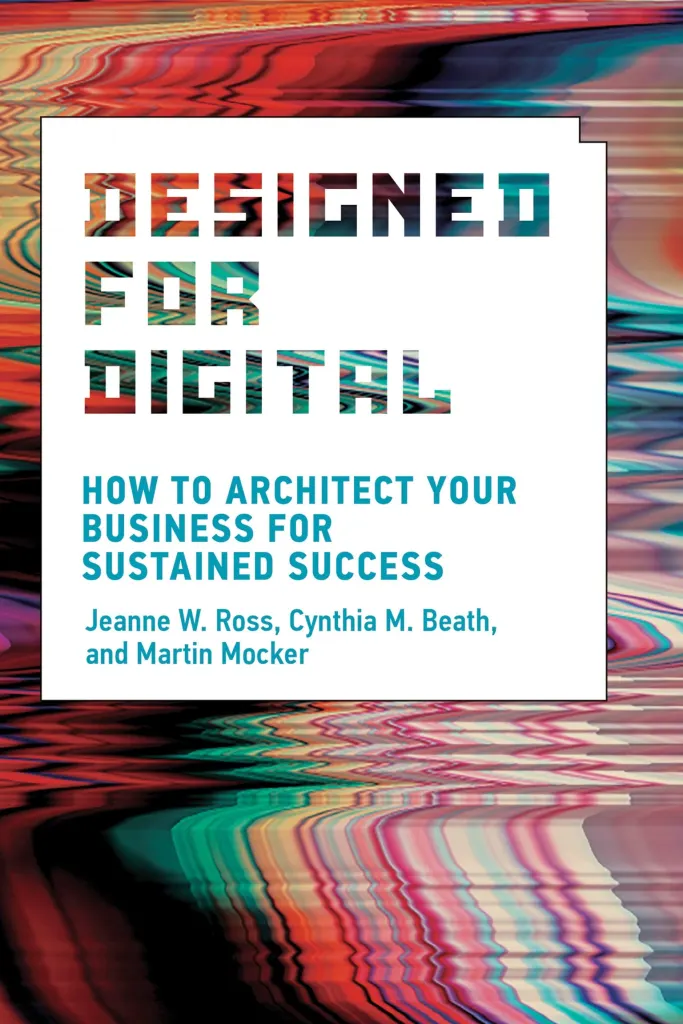 DESIGNED
FOR
DIGITAL
HOW TO ARCHITECT YOUR
BUSINESS FOR
SUSTAINED SUCCESS
Jeanne W. Ross, Cynthia M. Beath,
and Martin Mocker